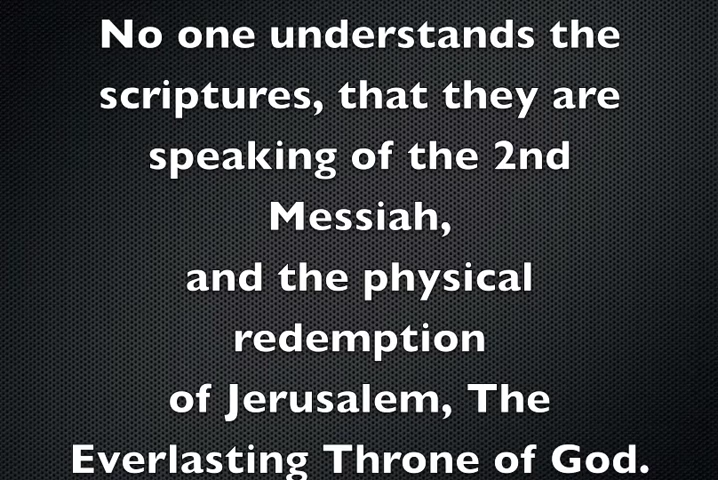 No one understands the
scriptures, that they are
speaking of the 2nd
Messiah,
and the physical
redemption
of Jerusalem, The
Everlasting Throne of God.